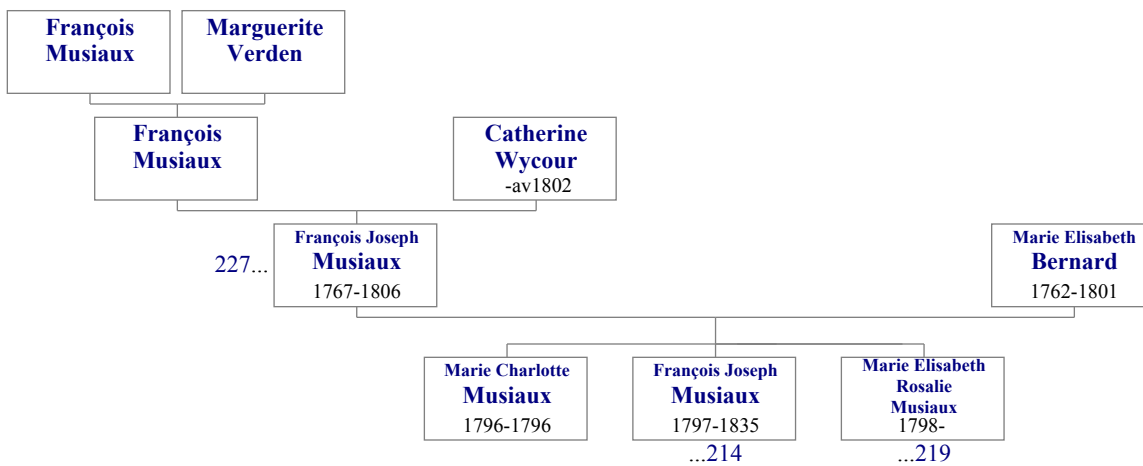 François
Musiaux
Marguerite
Verden
François
Musiaux
Catherine
Wycour
-av1802
227...
François Joseph
Musiaux
1767-1806
Marie Elisabeth
Bernard
1762-1801
Marie Charlotte
Musiaux
1796-1796
François Joseph
Musiaux
1797-1835
...214
Marie Elisabeth
Rosalie
Musiaux
1798-
...219